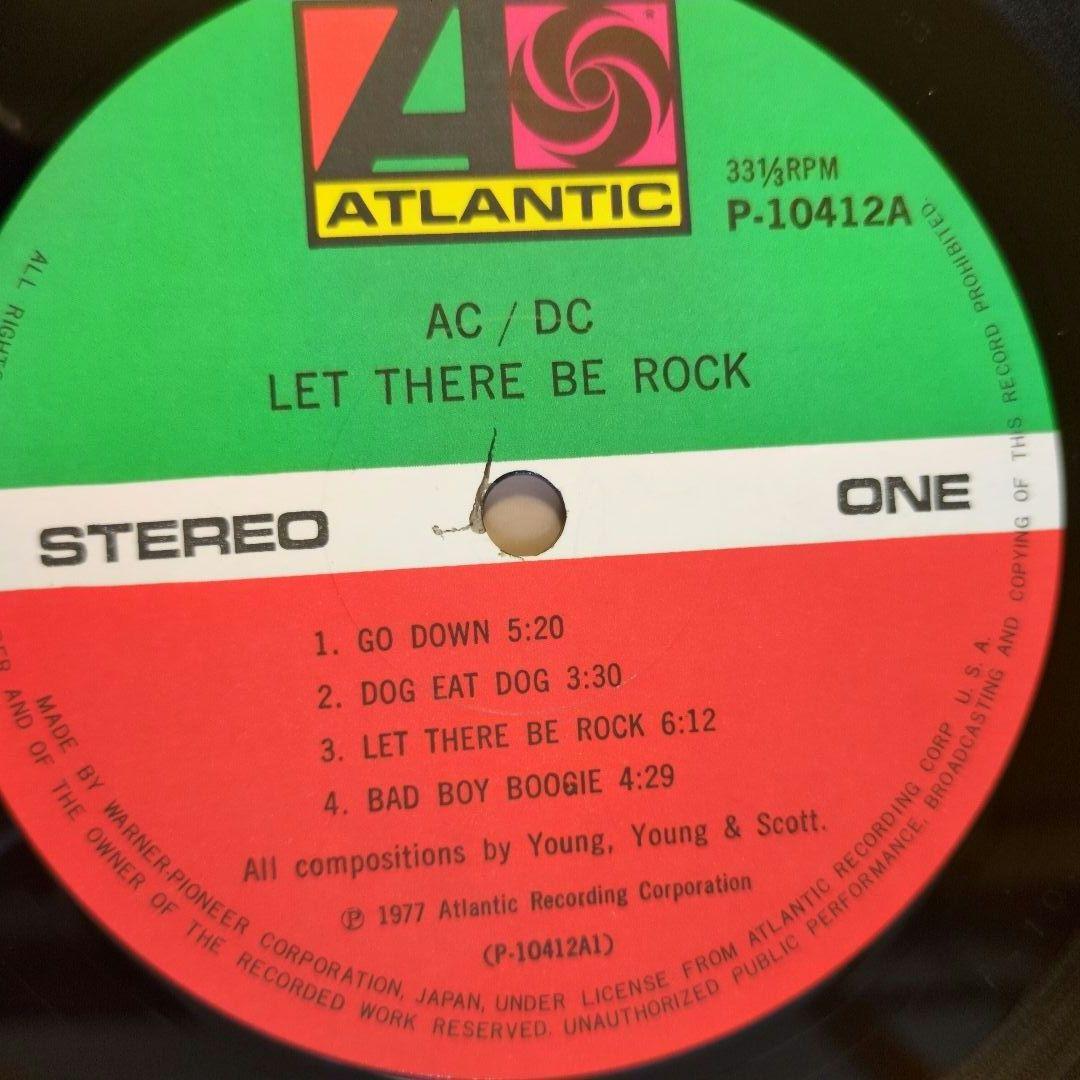 ATLANTIC
®
33⅓RPM
P-10412A
AC / DC
LET THERE BE ROCK
STEREO
ONE
1. GO DOWN 5:20
2. DOG EAT DOG 3:30
3. LET THERE BE ROCK 6:12
4. BAD BOY BOOGIE 4:29
All compositions by Young, Young & Scott.
Ⓟ 1977 Atlantic Recording Corporation
(P-10412A1)
MADE BY WARNER-PIONEER CORPORATION, JAPAN, UNDER LICENSE FROM ATLANTIC RECORDING CORP U. S. A.
ALL RIGHTS
AND OF THE OWNER OF THE RECORDED WORK RESERVED. UNAUTHORIZED PUBLIC PERFORMANCE, BROADCASTING AND COPYING OF THIS RECORD PROHIBITED.